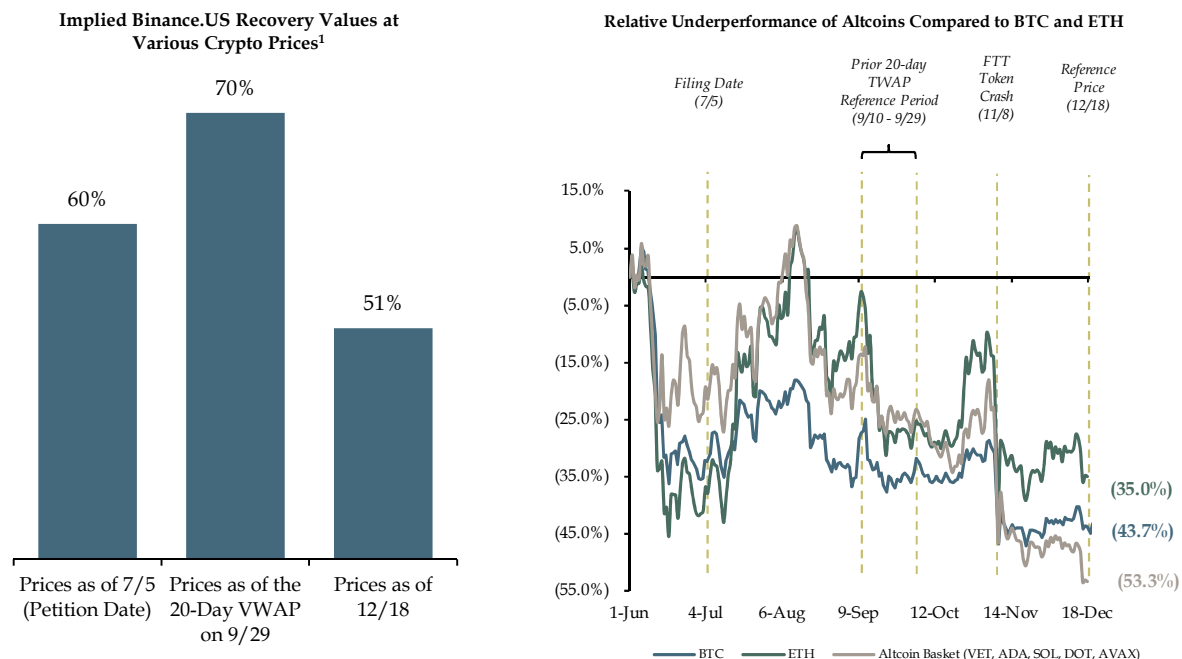 Implied Binance.US Recovery Values at
Various Crypto Prices1
70%
60%
51%
Prices as of 7/5
(Petition Date)
Prices as of the
20-Day VWAP
on 9/29
Prices as of
12/18
Relative Underperformance of Altcoins Compared to BTC and ETH
Filing Date
(7/5)
Prior 20-day
TWAP
Reference Period
(9/10 - 9/29)
FTT
Token
Crash
(11/8)
Reference
Price
(12/18)
15.0%
5.0%
(5.0%)
(15.0%)
(25.0%)
(35.0%)
(45.0%)
(55.0%)
(35.0%)
(43.7%)
(53.3%)
1-Jun
4-Jul
6-Aug
9-Sep
12-Oct
14-Nov
18-Dec
BTC
ETH
Altcoin Basket (VET, ADA, SOL, DOT, AVAX)